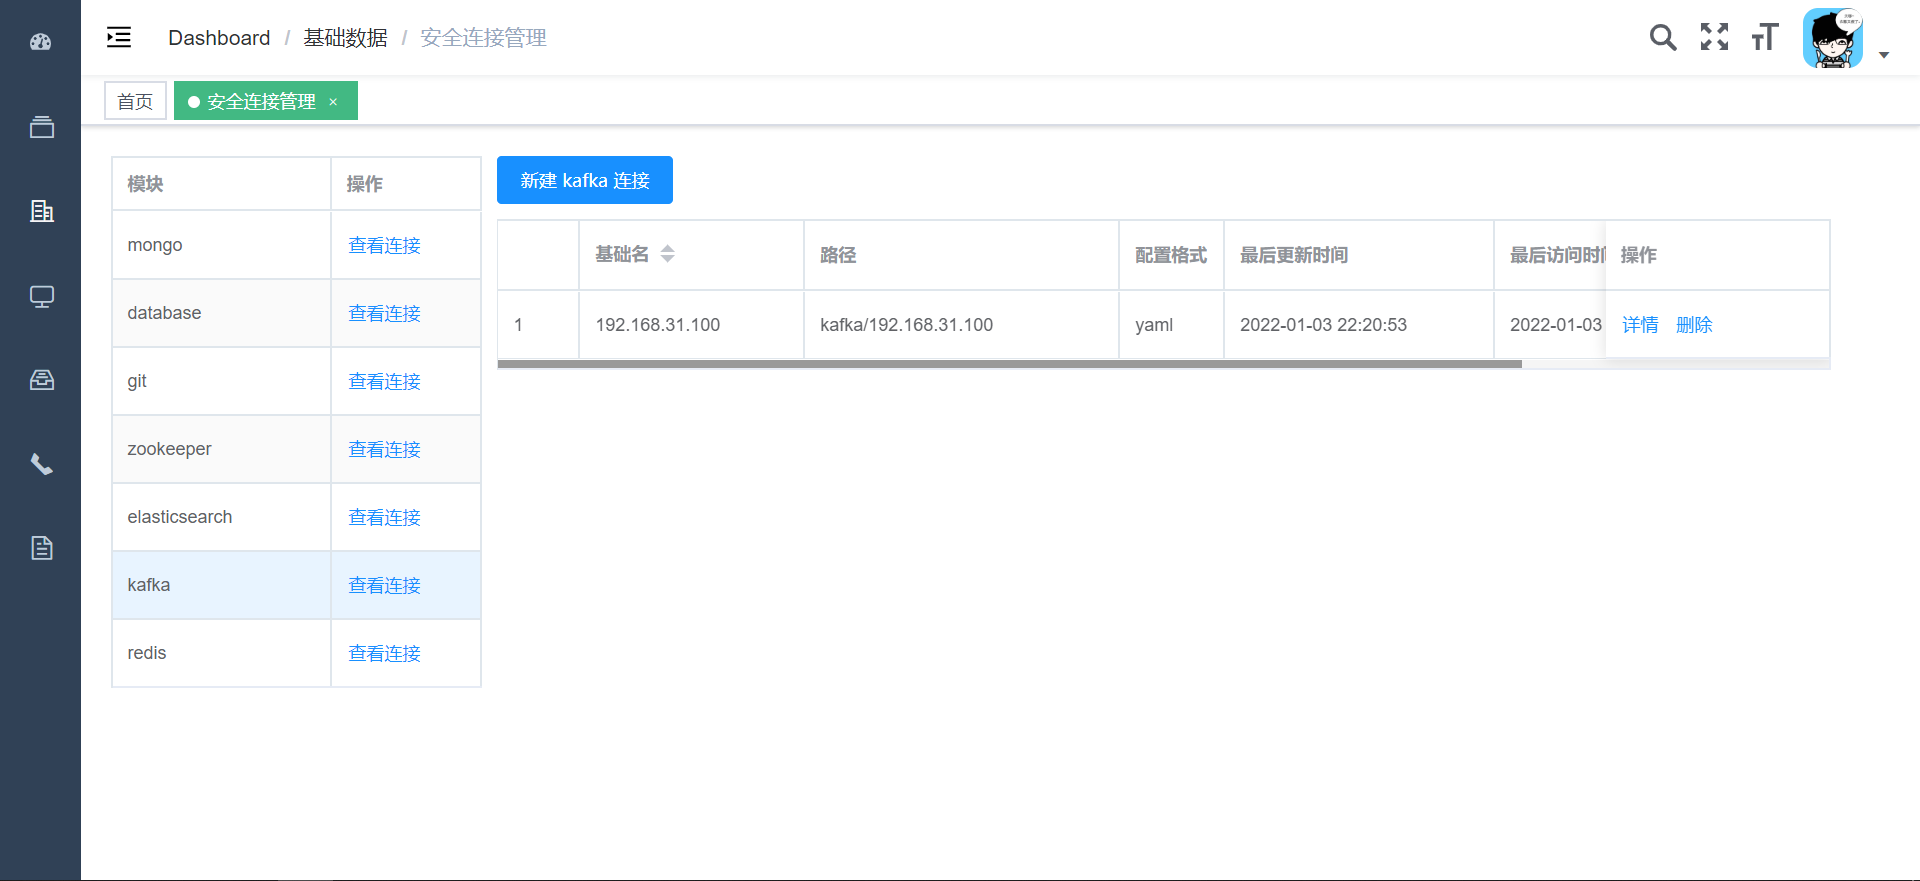 Dashboard / 基础数据 / 安全连接管理
首页
安全连接管理 ×
模块 操作
mongo 查看连接
database 查看连接
git 查看连接
zookeeper 查看连接
elasticsearch 查看连接
kafka 查看连接
redis 查看连接
新建 kafka 连接
基础名 路径 配置格式 最后更新时间 最后访问时 操作
1 192.168.31.100 kafka/192.168.31.100 yaml 2022-01-03 22:20:53 2022-01-03 详情 删除